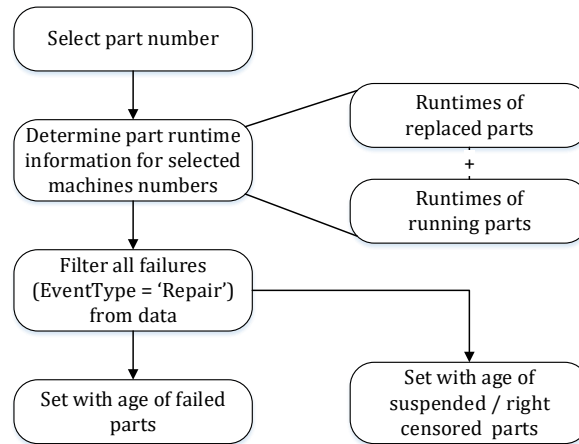 Select part number
Determine part runtime
information for selected
machines numbers
Runtimes of
replaced parts
+
Runtimes of
running parts
Filter all failures
(EventType = ‘Repair’)
from data
Set with age of failed
parts
Set with age of
suspended / right
censored parts